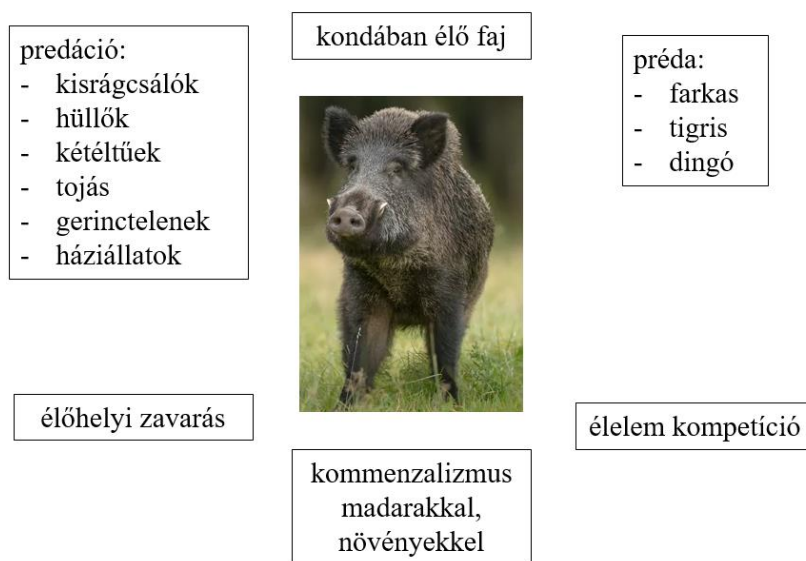 kondában élő faj
predáció:
- kisrágcsálók
- hüllők
- kétéltűek
- tojás
- gerinctelenek
- háziállatok
préda:
- farkas
- tigris
- dingó
élőhelyi zavarás
élelem kompetíció
kommenzalizmus
madarakkal,
növényekkel